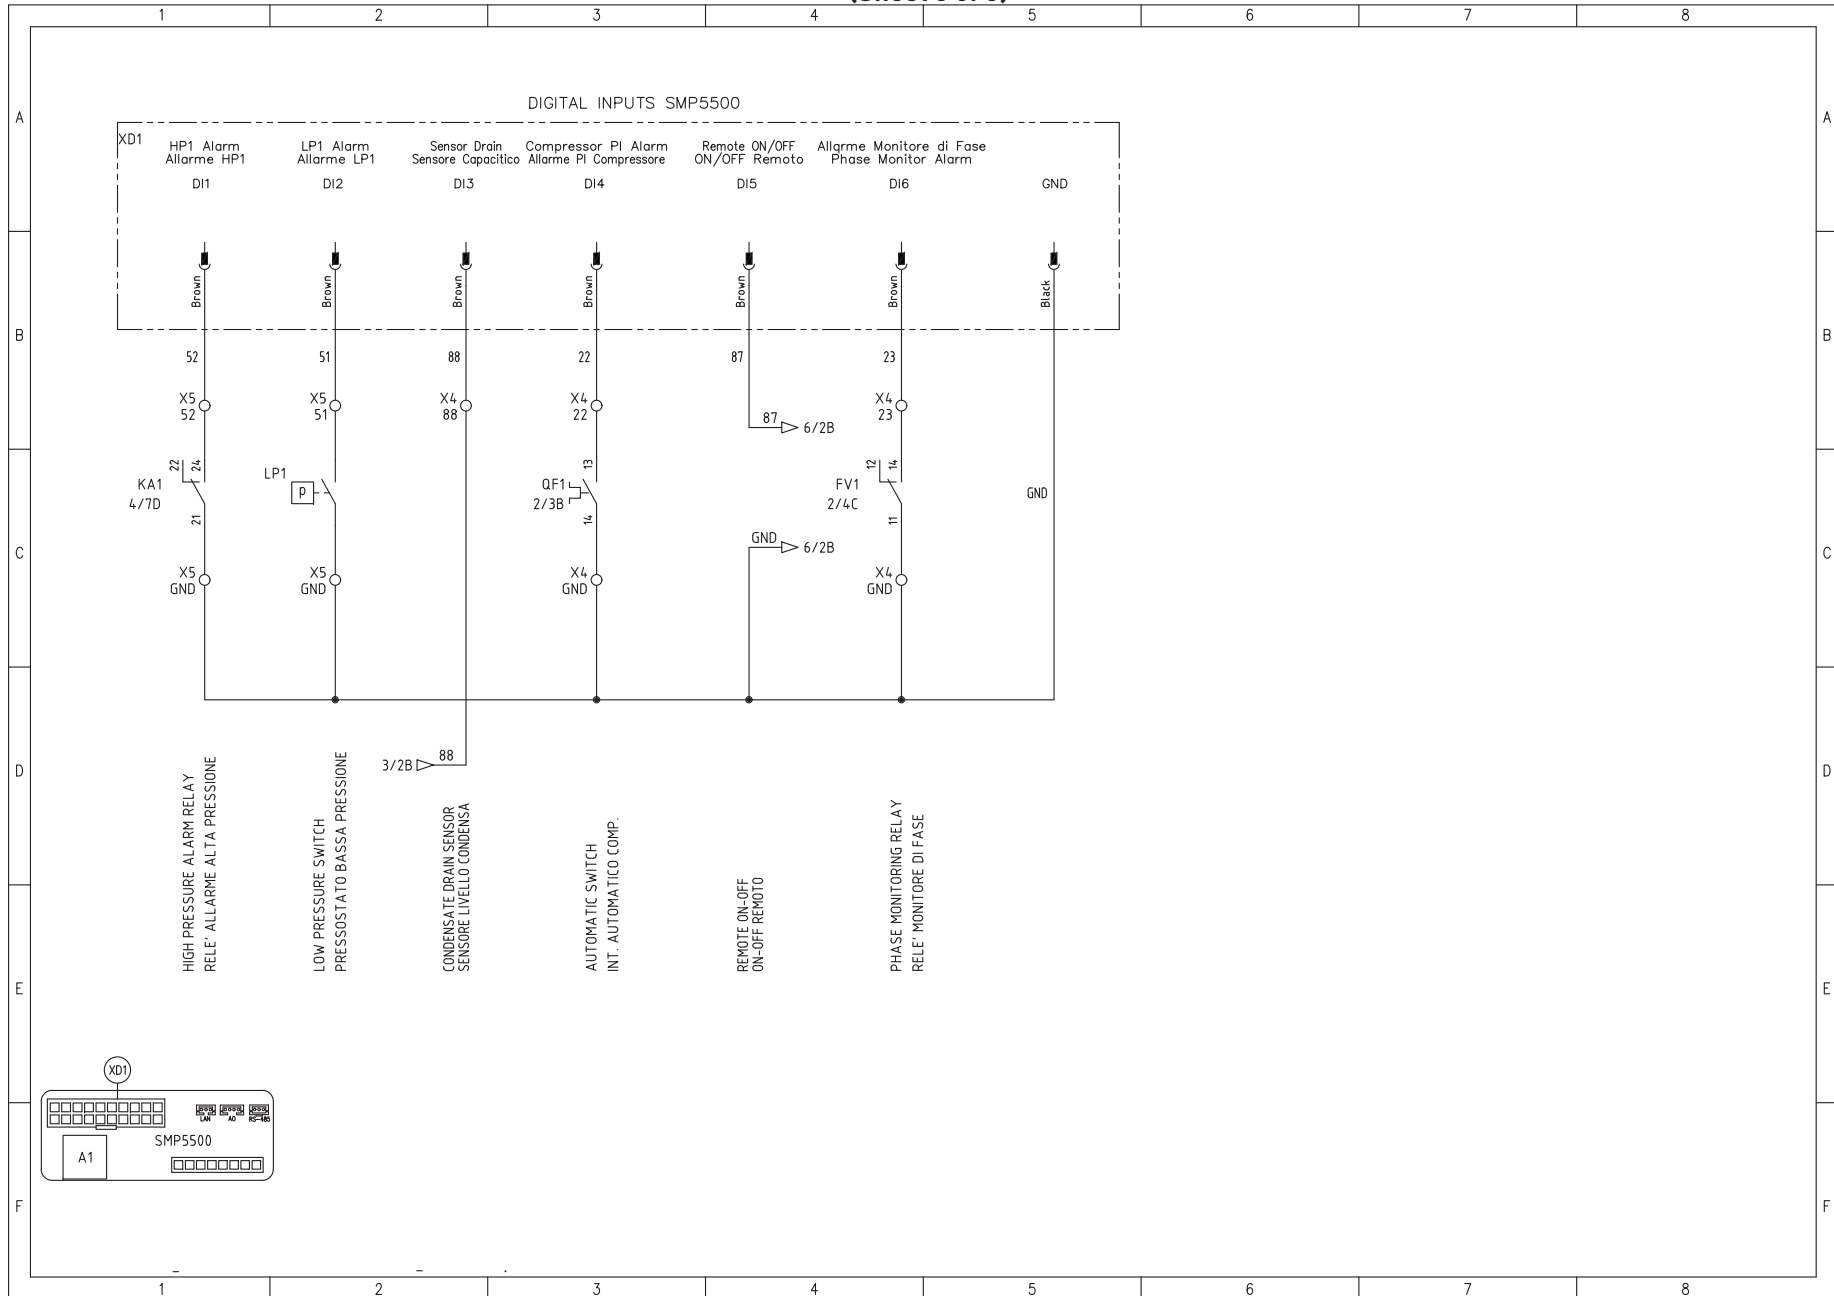 1 2 3 4 5 6 7 8
A A
DIGITAL INPUTS SMP5500
XD1
HP1 Alarm
Allarme HP1
DI1
LP1 Alarm
Allarme LP1
DI2
Sensor Drain
Sensore Capacitico
DI3
Compressor PI Alarm
Allarme PI Compressore
DI4
Remote ON/OFF
ON/OFF Remoto
DI5
Allarme Monitore di Fase
Phase Monitor Alarm
DI6
GND
Brown Brown Brown Brown Brown Brown Black
B B
52 51 88 22 87 23
X5
52
X5
51
X4
88
X4
22
87
6/2B
X4
23
22 24
KA1
4/7D
21
LP1
P
13
QF1
2/3B
14
12 14
FV1
2/4C
11
GND
C C
GND
6/2B
X5
GND
X5
GND
X4
GND
X4
GND
D D
3/2B
88
HIGH PRESSURE ALARM RELAY
RELE' ALLARME ALTA PRESSIONE
LOW PRESSURE SWITCH
PRESSOSTATO BASSA PRESSIONE
CONDENSATE DRAIN SENSOR
SENSORE LIVELLO CONDENSA
AUTOMATIC SWITCH
INT. AUTOMATICO COMP.
REMOTE ON-OFF
ON-OFF REMOTO
PHASE MONITORING RELAY
RELE' MONITORE DI FASE
E E
XD1
LAN AO RS-485
SMP5500
A1
F F
1 2 3 4 5 6 7 8